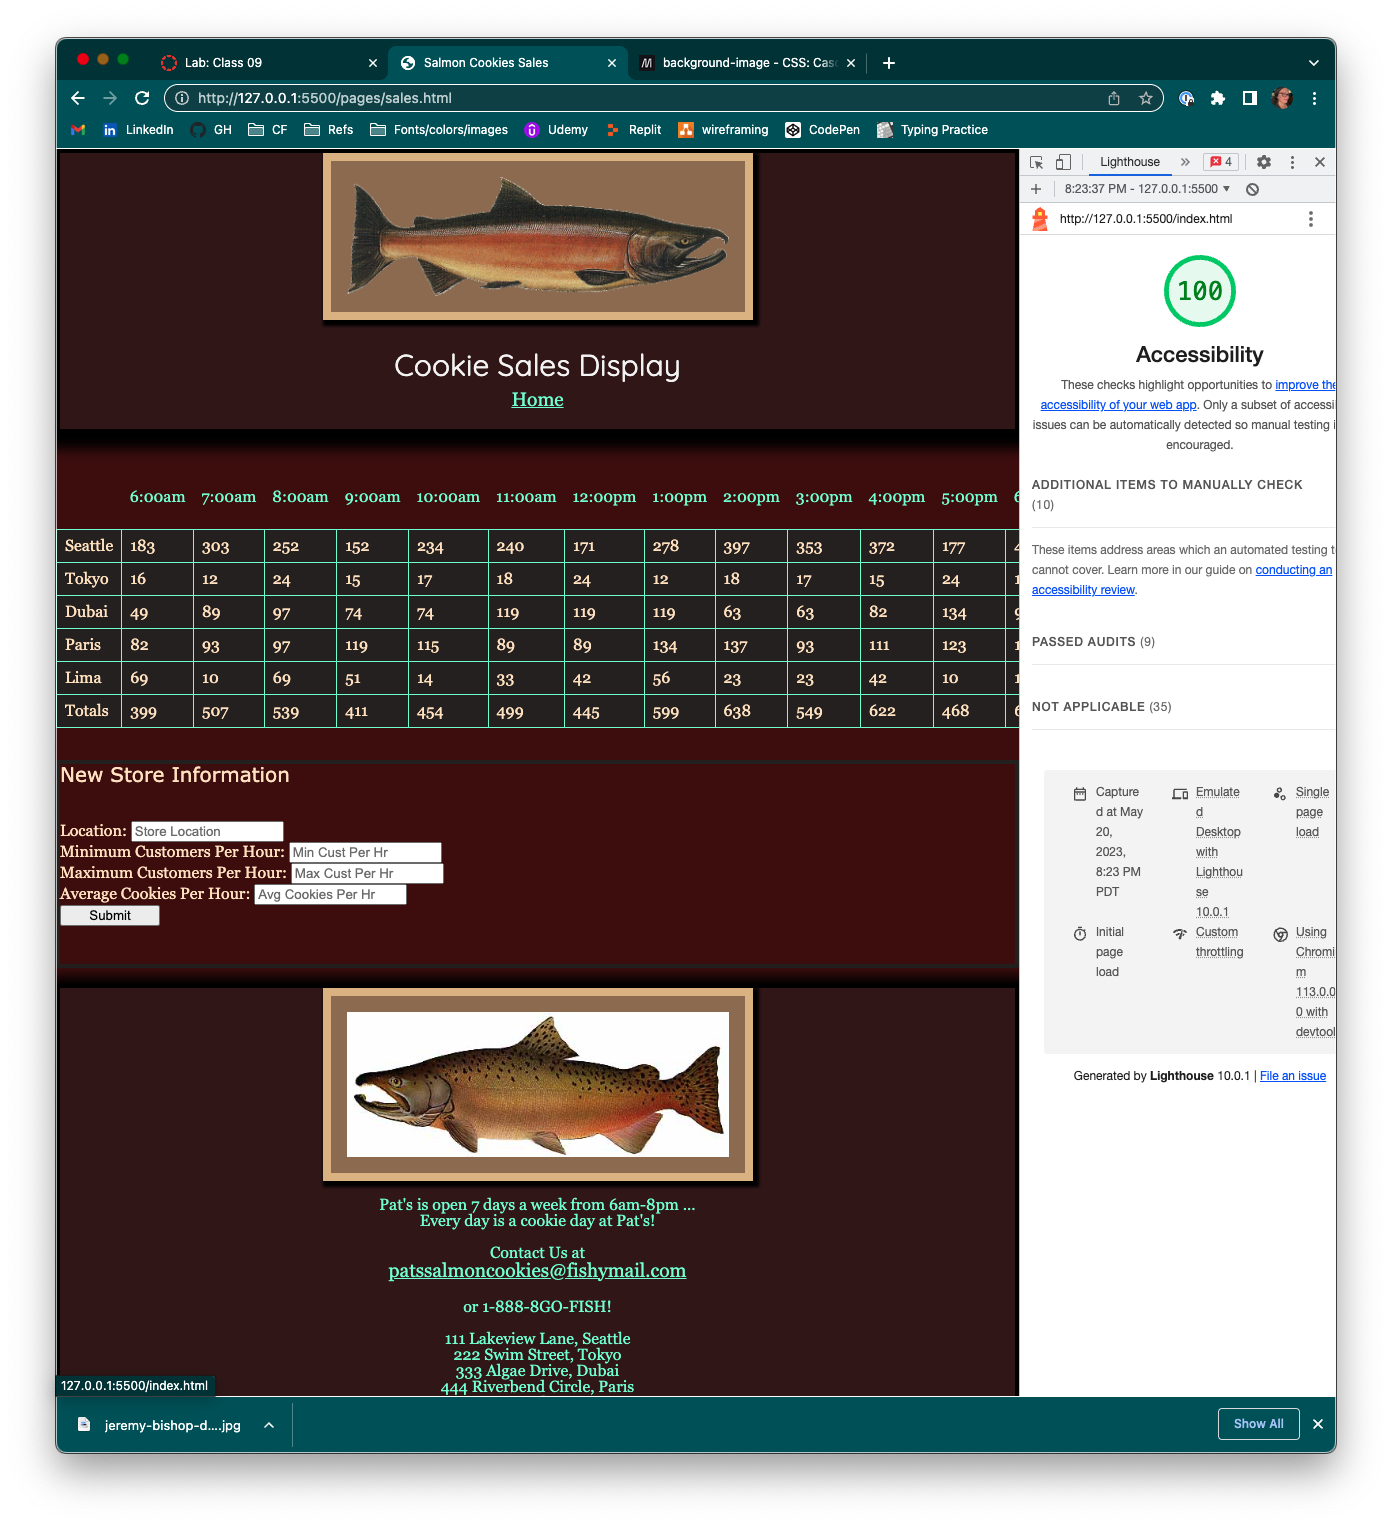 Lab: Class 09
Salmon Cookies Sales
background-image - CSS: Casc
http://127.0.0.1:5500/pages/sales.html
LinkedIn GH CF Refs Fonts/colors/images Udemy Replit wireframing CodePen Typing Practice
Cookie Sales Display
Home
6:00am 7:00am 8:00am 9:00am 10:00am 11:00am 12:00pm 1:00pm 2:00pm 3:00pm 4:00pm 5:00pm
Seattle 183 303 252 152 234 240 171 278 397 353 372 177
Tokyo 16 12 24 15 17 18 24 12 18 17 15 24
Dubai 49 89 97 74 74 119 119 119 63 63 82 134
Paris 82 93 97 119 115 89 89 134 137 93 111 123
Lima 69 10 69 51 14 33 42 56 23 23 42 10
Totals 399 507 539 411 454 499 445 599 638 549 622 468
New Store Information
Location: Store Location
Minimum Customers Per Hour: Min Cust Per Hr
Maximum Customers Per Hour: Max Cust Per Hr
Average Cookies Per Hour: Avg Cookies Per Hr
Submit
Pat's is open 7 days a week from 6am-8pm ...
Every day is a cookie day at Pat's!
Contact Us at
patssalmoncookies@fishymail.com
or 1-888-8GO-FISH!
111 Lakeview Lane, Seattle
222 Swim Street, Tokyo
333 Algae Drive, Dubai
444 Riverbend Circle, Paris
127.0.0.1:5500/index.html
Lighthouse » 4
8:23:37 PM - 127.0.0.1:5500
http://127.0.0.1:5500/index.html
100
Accessibility
These checks highlight opportunities to improve the
accessibility of your web app. Only a subset of accessi
issues can be automatically detected so manual testing i
encouraged.
ADDITIONAL ITEMS TO MANUALLY CHECK
(10)
These items address areas which an automated testing t
cannot cover. Learn more in our guide on conducting an
accessibility review.
PASSED AUDITS (9)
NOT APPLICABLE (35)
Capture
d at May
20,
2023,
8:23 PM
PDT
Emulate
d
Desktop
with
Lighthou
se
10.0.1
Single
page
load
Initial
page
load
Custom
throttling
Using
Chromi
m
113.0.0
0 with
devtool
Generated by Lighthouse 10.0.1 | File an issue
jeremy-bishop-d....jpg
Show All